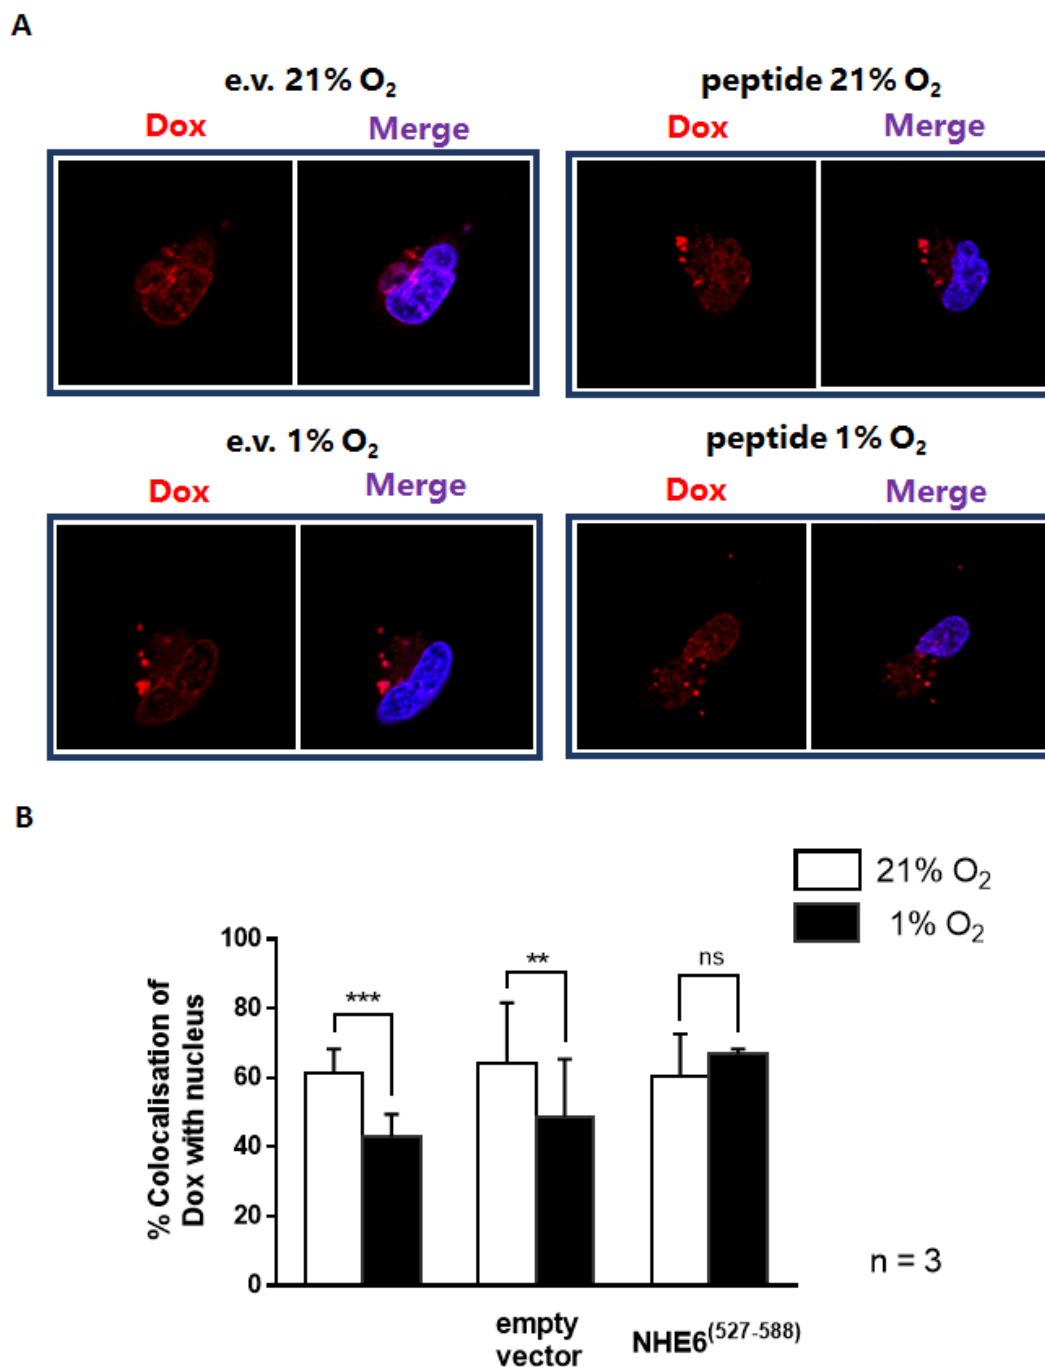 A
e.v. 21% O₂
peptide 21% O₂
Dox
Merge
Dox
Merge
e.v. 1% O₂
peptide 1% O₂
Dox
Merge
Dox
Merge
B
21% O₂
1% O₂
% Colocalisation of
Dox with nucleus
100
80
60
40
20
0
***
**
ns
n = 3
empty
vector
NHE6⁽⁵²⁷⁻⁵⁸⁸⁾